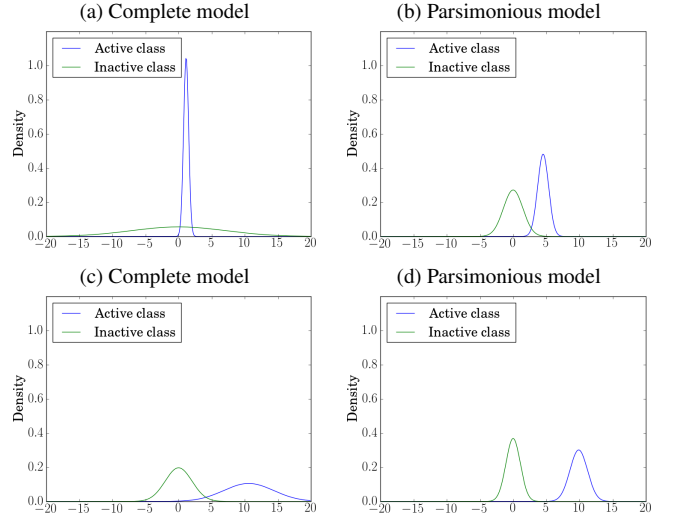 (a) Complete model
(b) Parsimonious model
Density
1.0
0.8
0.6
0.4
0.2
0.0
Active class
Inactive class
−20 −15 −10 −5 0 5 10 15 20
Density
1.0
0.8
0.6
0.4
0.2
0.0
Active class
Inactive class
−20 −15 −10 −5 0 5 10 15 20
(c) Complete model
(d) Parsimonious model
Density
1.0
0.8
0.6
0.4
0.2
0.0
Active class
Inactive class
−20 −15 −10 −5 0 5 10 15 20
Density
1.0
0.8
0.6
0.4
0.2
0.0
Active class
Inactive class
−20 −15 −10 −5 0 5 10 15 20